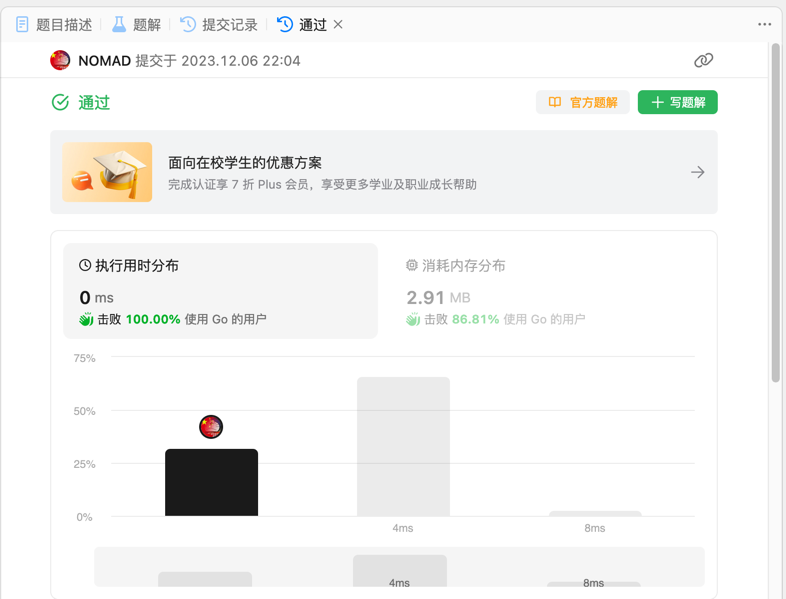 题目描述 题解 提交记录 通过
NOMAD 提交于 2023.12.06 22:04
通过 官方题解 写题解
面向在校学生的优惠方案
完成认证享 7 折 Plus 会员，享受更多学业及职业成长帮助
执行用时分布 消耗内存分布
0 ms 2.91 MB
击败 100.00% 使用 Go 的用户 击败 86.81% 使用 Go 的用户
75%
50%
25%
0%
4ms 8ms
4ms 8ms